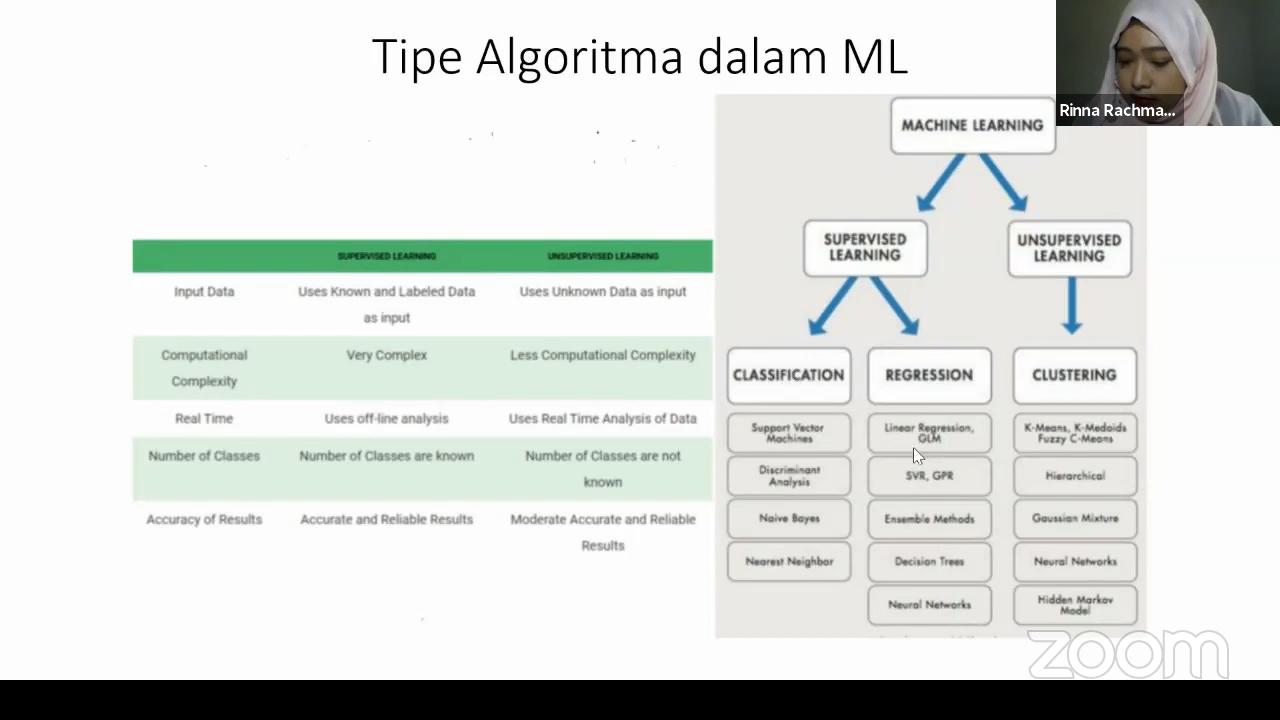 Tipe Algoritma dalam ML
Rinna Rachma...
SUPERVISED LEARNING UNSUPERVISED LEARNING
Input Data Uses Known and Labeled Data Uses Unknown Data as input
as input
Computational Very Complex Less Computational Complexity
Complexity
Real Time Uses off-line analysis Uses Real Time Analysis of Data
Number of Classes Number of Classes are known Number of Classes are not
known
Accuracy of Results Accurate and Reliable Results Moderate Accurate and Reliable
Results
MACHINE LEARNING
SUPERVISED
LEARNING
UNSUPERVISED
LEARNING
CLASSIFICATION
Support Vector
Machines
Discriminant
Analysis
Naive Bayes
Nearest Neighbor
REGRESSION
Linear Regression,
GLM
SVR, GPR
Ensemble Methods
Decision Trees
Neural Networks
CLUSTERING
K-Means, K-Medoids
Fuzzy C-Means
Hierarchical
Gaussian Mixture
Neural Networks
Hidden Markov
Model
zoom